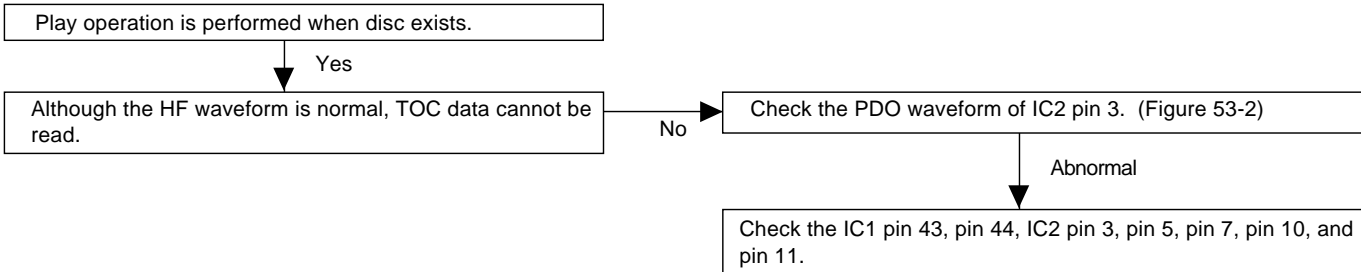 Play operation is performed when disc exists.
Yes
Although the HF waveform is normal, TOC data cannot be
read.
No
Check the PDO waveform of IC2 pin 3. (Figure 53-2)
Abnormal
Check the IC1 pin 43, pin 44, IC2 pin 3, pin 5, pin 7, pin 10, and
pin 11.